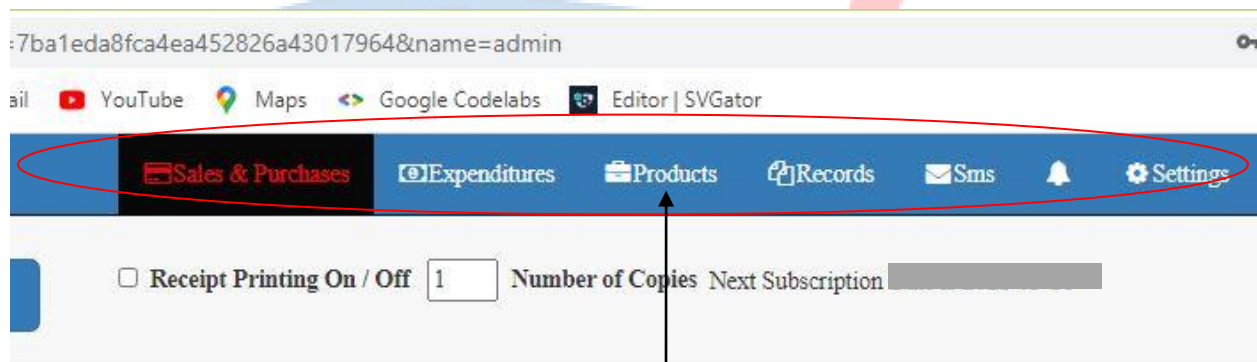 =7ba1eda8fca4ea452826a43017964&name=admin
ail YouTube Maps Google Codelabs Editor | SVGator
Sales & Purchases Expenditures Products Records Sms Settings
Receipt Printing On / Off 1 Number of Copies Next Subscription